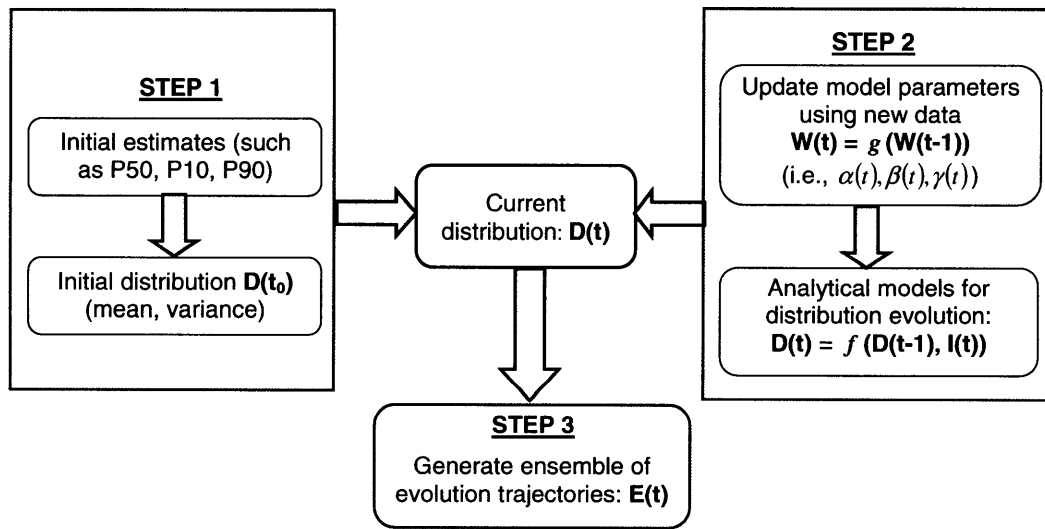 STEP 1
Initial estimates (such
as P50, P10, P90)
Initial distribution D(t₀)
(mean, variance)
Current
distribution: D(t)
STEP 2
Update model parameters
using new data
W(t) = g (W(t-1))
(i.e., α(t), β(t), γ(t))
Analytical models for
distribution evolution:
D(t) = f (D(t-1), I(t))
STEP 3
Generate ensemble of
evolution trajectories: E(t)